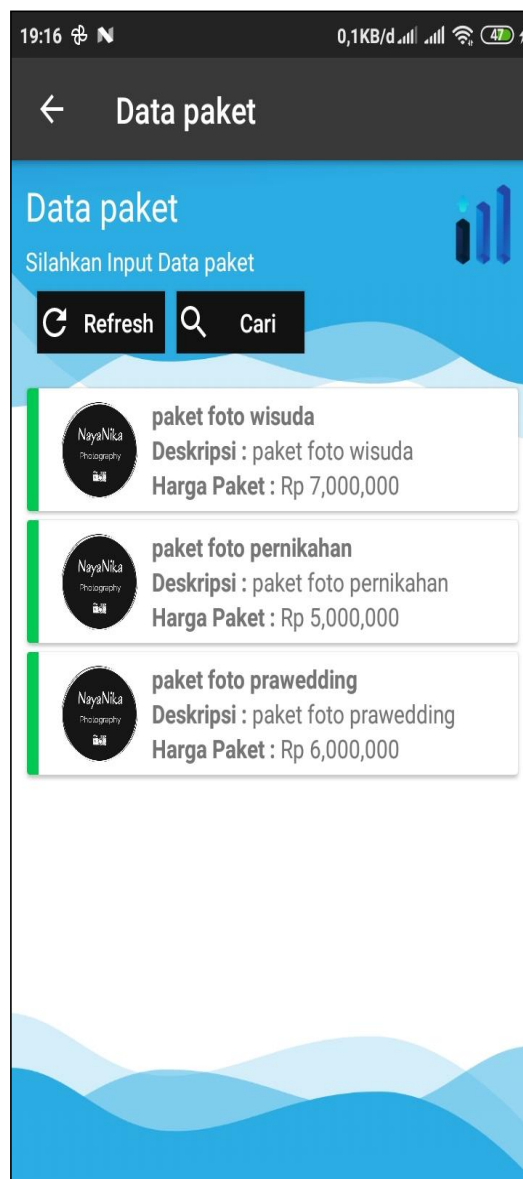 19:16 0,1KB/d 47
Data paket
Data paket
Silahkan Input Data paket
Refresh Cari
NayaNika
Photography
paket foto wisuda
Deskripsi : paket foto wisuda
Harga Paket : Rp 7,000,000
NayaNika
Photography
paket foto pernikahan
Deskripsi : paket foto pernikahan
Harga Paket : Rp 5,000,000
NayaNika
Photography
paket foto prawedding
Deskripsi : paket foto prawedding
Harga Paket : Rp 6,000,000